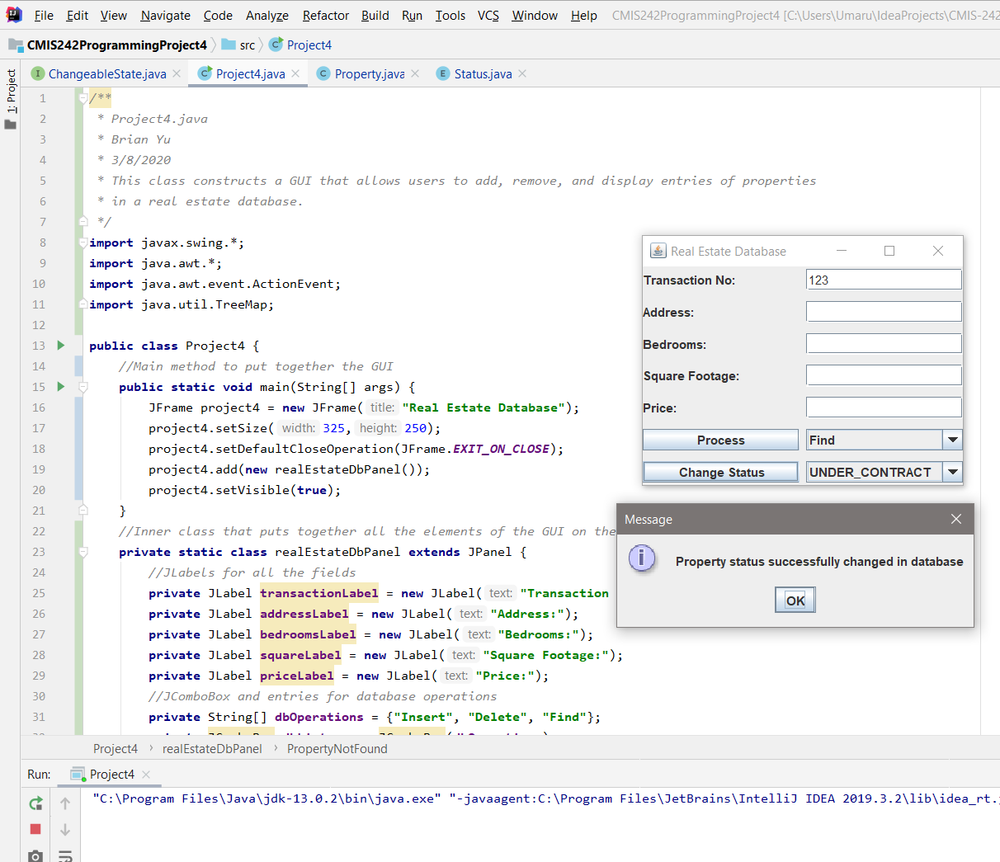 File Edit View Navigate Code Analyze Refactor Build Run Tools VCS Window Help CMIS242ProgrammingProject4 [C:\Users\Umaru\IdeaProjects\CMIS-242
CMIS242ProgrammingProject4 src Project4
1: Project
ChangeableState.java Project4.java Property.java Status.java
1 /**
2 * Project4.java
3 * Brian Yu
4 * 3/8/2020
5 * This class constructs a GUI that allows users to add, remove, and display entries of properties
6 * in a real estate database.
7 */
8 import javax.swing.*;
9 import java.awt.*;
10 import java.awt.event.ActionEvent;
11 import java.util.TreeMap;
12
13 public class Project4 {
14 //Main method to put together the GUI
15 public static void main(String[] args) {
16 JFrame project4 = new JFrame( title: "Real Estate Database");
17 project4.setSize( width: 325, height: 250);
18 project4.setDefaultCloseOperation(JFrame.EXIT_ON_CLOSE);
19 project4.add(new realEstateDbPanel());
20 project4.setVisible(true);
21 }
22 //Inner class that puts together all the elements of the GUI on the
23 private static class realEstateDbPanel extends JPanel {
24 //JLabels for all the fields
25 private JLabel transactionLabel = new JLabel( text: "Transaction
26 private JLabel addressLabel = new JLabel( text: "Address:");
27 private JLabel bedroomsLabel = new JLabel( text: "Bedrooms:");
28 private JLabel squareLabel = new JLabel( text: "Square Footage:");
29 private JLabel priceLabel = new JLabel( text: "Price:");
30 //JComboBox and entries for database operations
31 private String[] dbOperations = {"Insert", "Delete", "Find"};
Real Estate Database
Transaction No: 123
Address:
Bedrooms:
Square Footage:
Price:
Process Find
Change Status UNDER_CONTRACT
Message
Property status successfully changed in database
OK
Project4 realEstateDbPanel PropertyNotFound
Run: Project4
"C:\Program Files\Java\jdk-13.0.2\bin\java.exe" "-javaagent:C:\Program Files\JetBrains\IntelliJ IDEA 2019.3.2\lib\idea_rt.